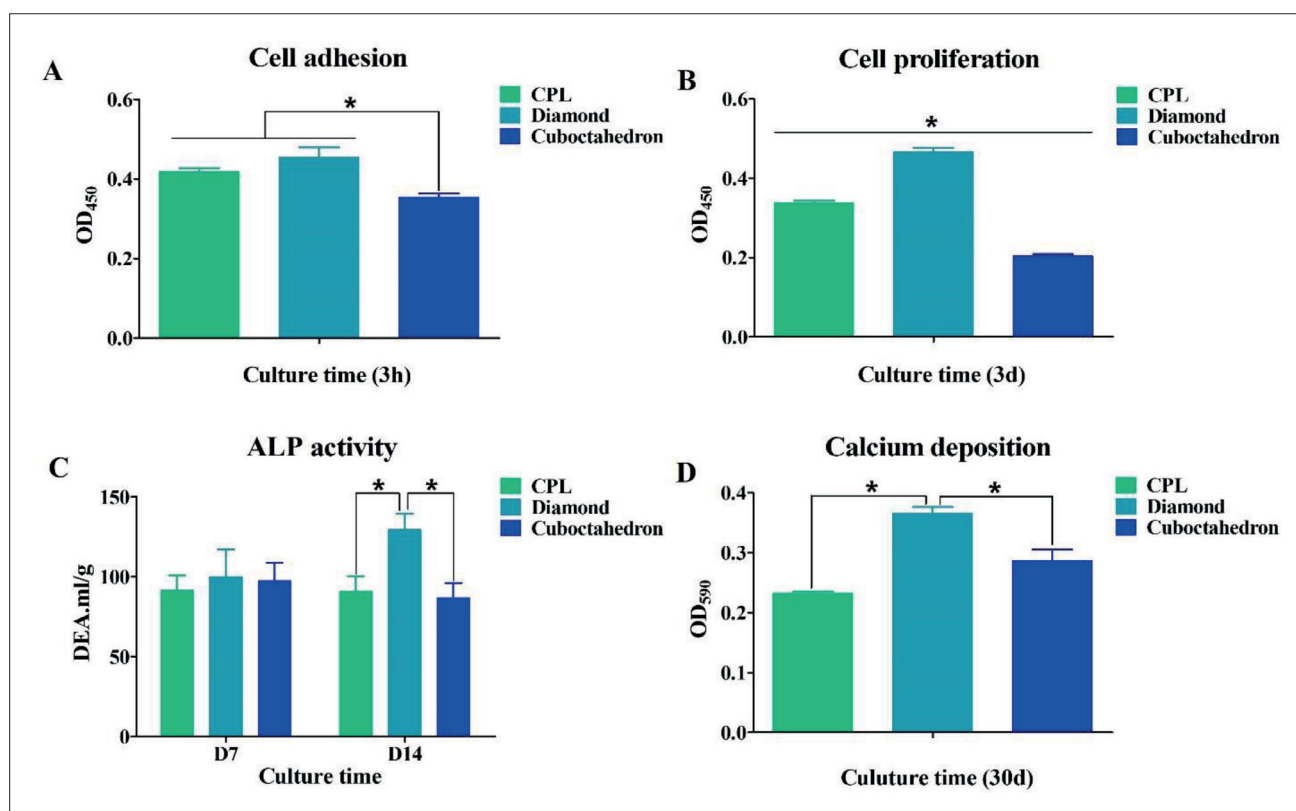 A
Cell adhesion
CPL
Diamond
Cuboctahedron
*
0.6
0.4
0.2
0.0
OD450
Culture time (3h)
B
Cell proliferation
CPL
Diamond
Cuboctahedron
*
0.6
0.4
0.2
0.0
OD450
Culture time (3d)
C
ALP activity
CPL
Diamond
Cuboctahedron
* *
150
100
50
0
DEA.ml/g
D7 D14
Culture time
D
Calcium deposition
CPL
Diamond
Cuboctahedron
* *
0.4
0.3
0.2
0.1
0.0
OD590
Culuture time (30d)